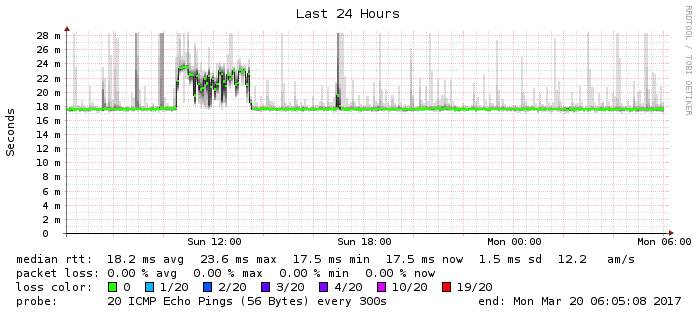 Last 24 Hours
RRDTOOL / TOBI OETIKER
Seconds
28 m
26 m
24 m
22 m
20 m
18 m
16 m
14 m
12 m
10 m
8 m
6 m
4 m
2 m
0
Sun 12:00 Sun 18:00 Mon 00:00 Mon 06:00
median rtt: 18.2 ms avg 23.6 ms max 17.5 ms min 17.5 ms now 1.5 ms sd 12.2 am/s
packet loss: 0.00 % avg 0.00 % max 0.00 % min 0.00 % now
loss color: 0 1/20 2/20 3/20 4/20 10/20 19/20
probe: 20 ICMP Echo Pings (56 Bytes) every 300s end: Mon Mar 20 06:05:08 2017